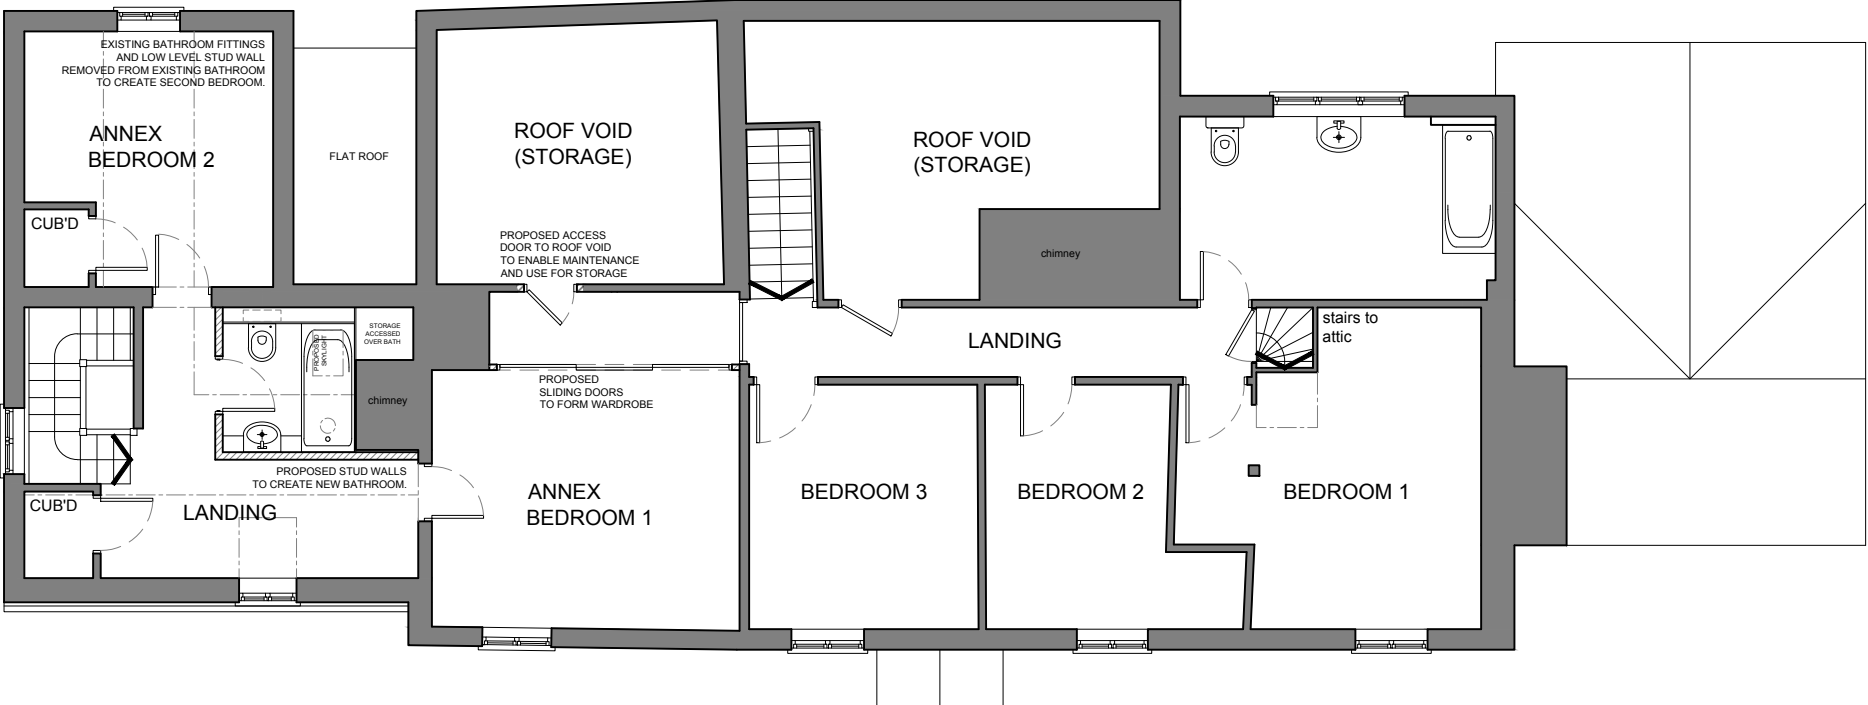 EXISTING BATHROOM FITTINGS
AND LOW LEVEL STUD WALL
REMOVED FROM EXISTING BATHROOM
TO CREATE SECOND BEDROOM.
ANNEX
BEDROOM 2
CUB'D
FLAT ROOF
ROOF VOID
(STORAGE)
PROPOSED ACCESS
DOOR TO ROOF VOID
TO ENABLE MAINTENANCE
AND USE FOR STORAGE
ROOF VOID
(STORAGE)
chimney
STORAGE
ACCESSED
OVER BATH
PROPOSED
SKYLIGHT
chimney
PROPOSED
SLIDING DOORS
TO FORM WARDROBE
LANDING
stairs to
attic
PROPOSED STUD WALLS
TO CREATE NEW BATHROOM.
CUB'D
LANDING
ANNEX
BEDROOM 1
BEDROOM 3
BEDROOM 2
BEDROOM 1